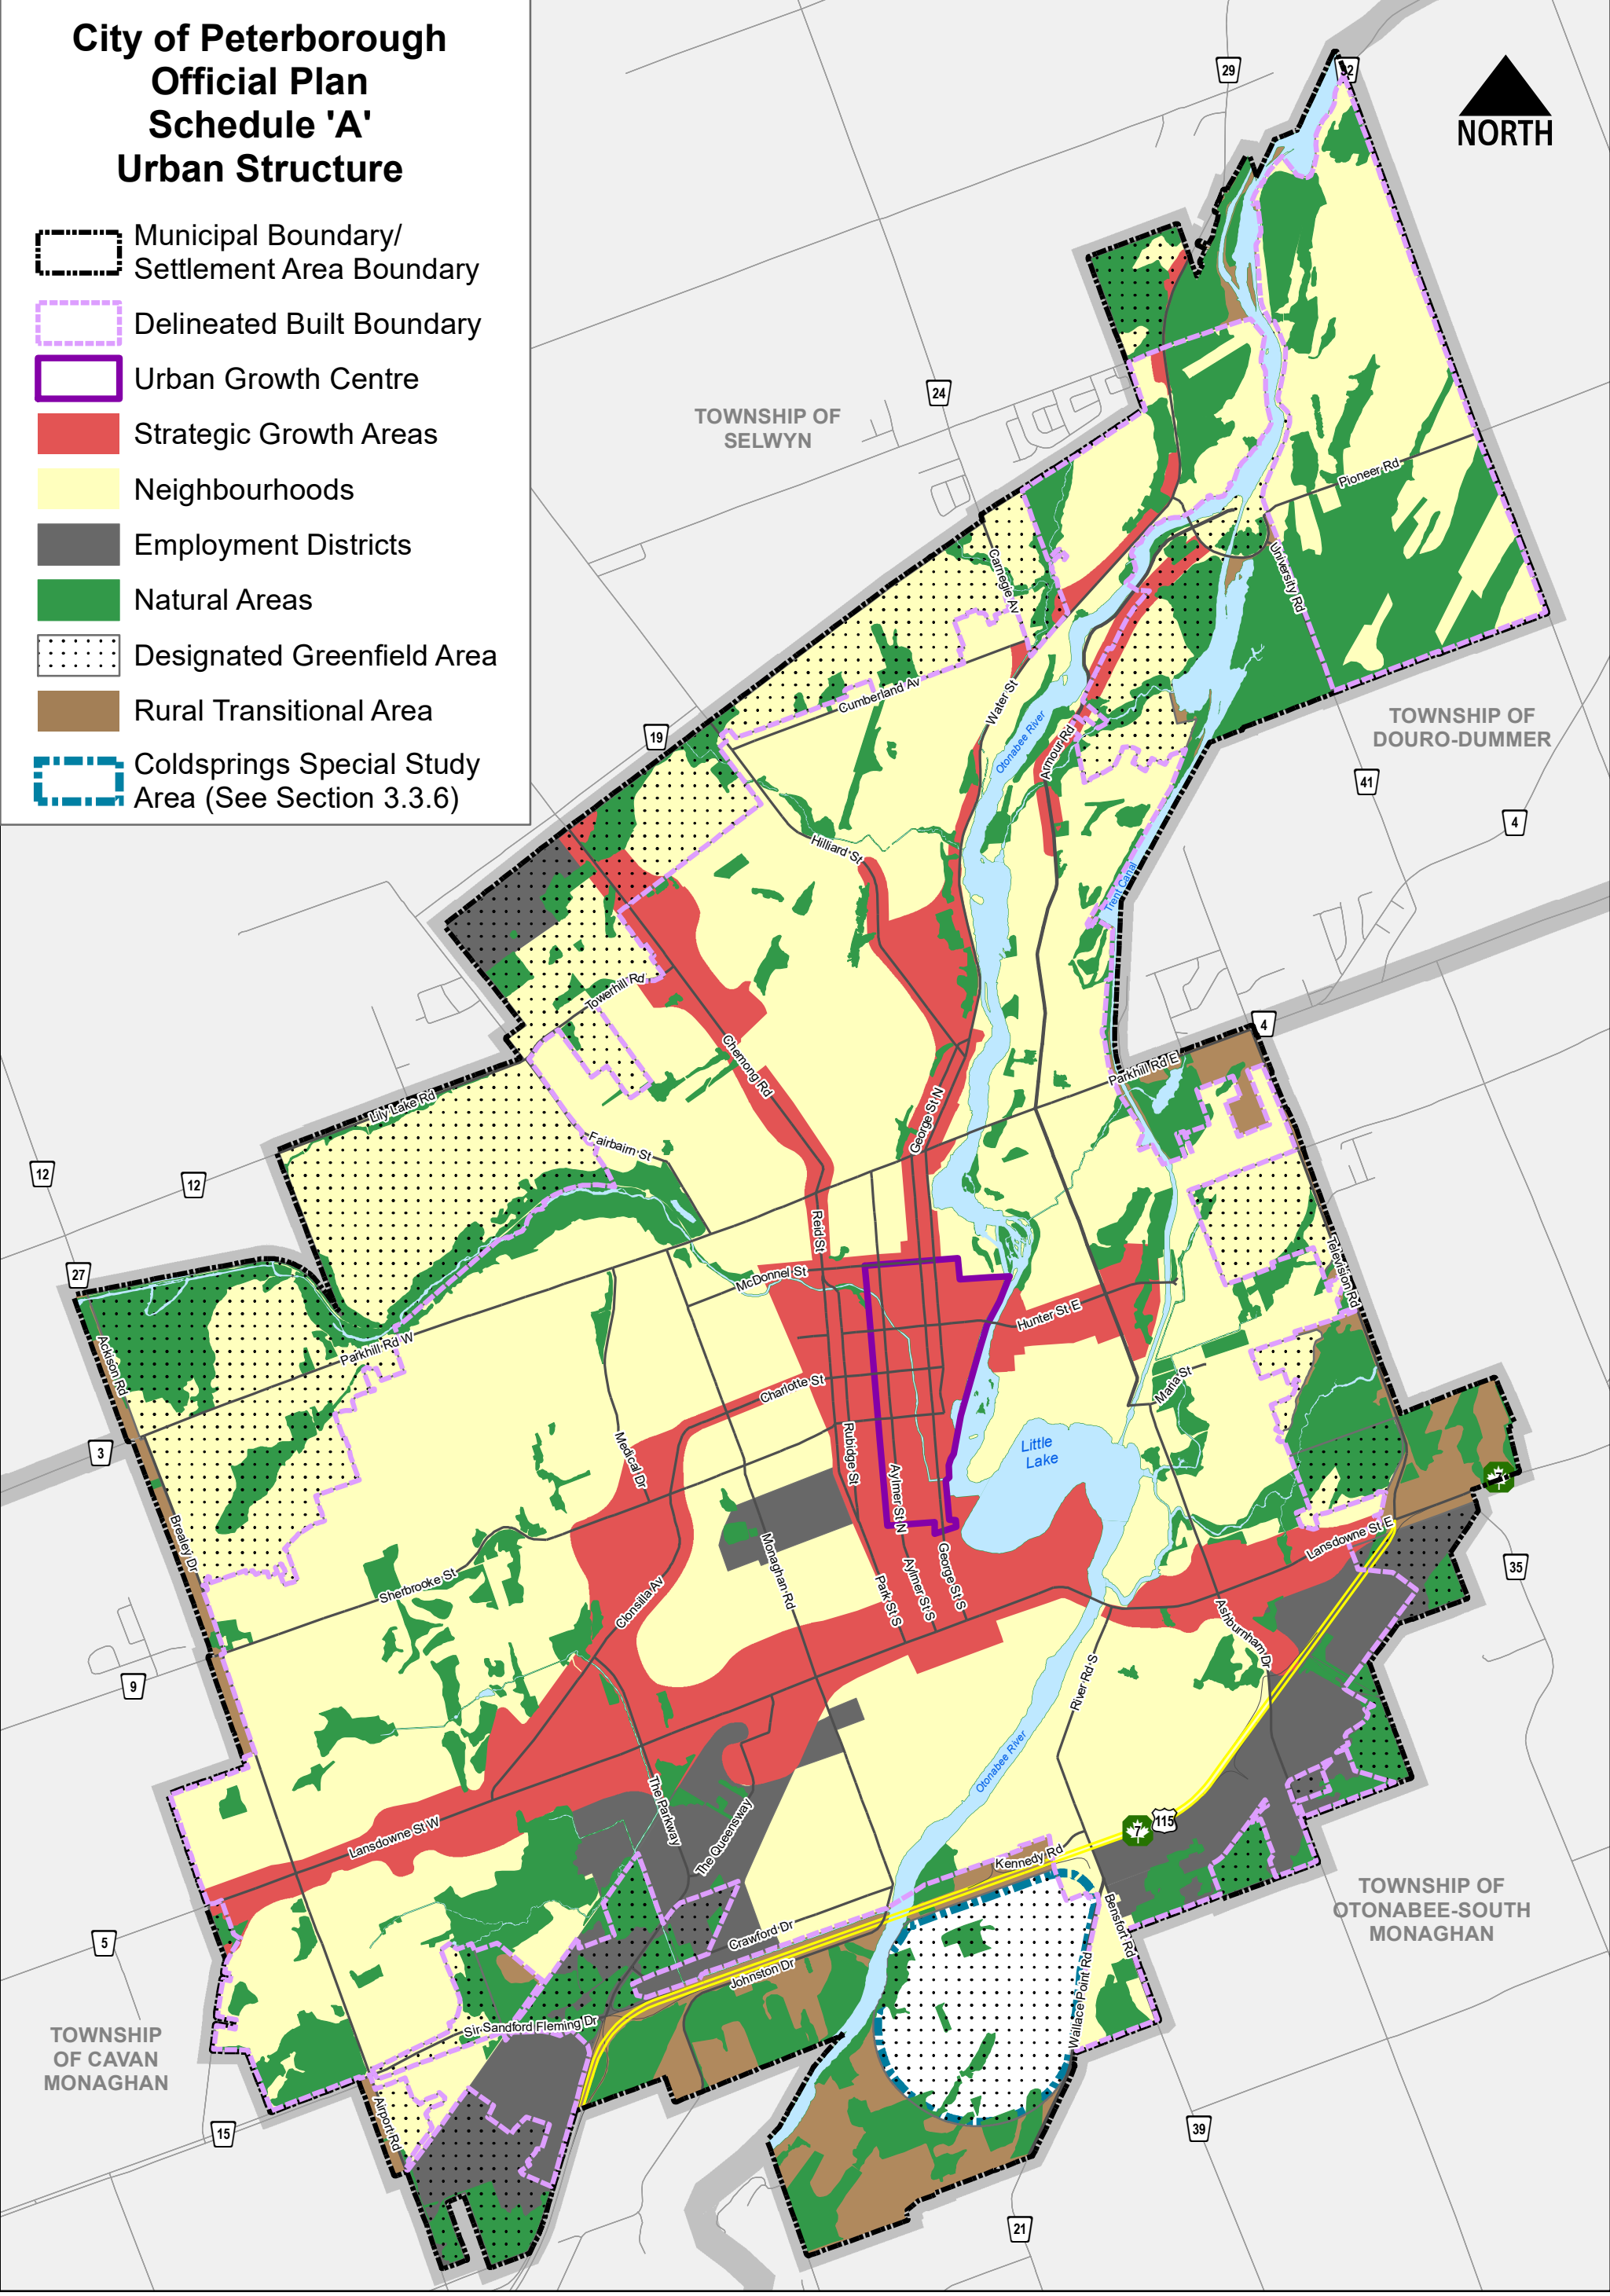 City of Peterborough
Official Plan
Schedule 'A'
Urban Structure
Municipal Boundary/
Settlement Area Boundary
Delineated Built Boundary
Urban Growth Centre
Strategic Growth Areas
Neighbourhoods
Employment Districts
Natural Areas
Designated Greenfield Area
Rural Transitional Area
Coldsprings Special Study
Area (See Section 3.3.6)
NORTH
29
32
24
TOWNSHIP OF
SELWYN
Pioneer Rd
University Rd
Carnegie Av
Cumberland Av
Water St
Otonabee River
Armour Rd
19
TOWNSHIP OF
DOURO-DUMMER
41
4
Hilliard St
Trent Canal
Towerhill Rd
Chemong Rd
4
Parkhill Rd E
Lily Lake Rd
George St N
Fairbairn St
12
12
Reid St
27
McDonnel St
Television Rd
Hunter St E
Parkhill Rd W
Ackison Rd
Charlotte St
Maria St
3
Medical Dr
Rubidge St
Little
Lake
Aylmer St N
7
Brealey Dr
Monaghan Rd
Lansdowne St E
35
Sherbrooke St
Clonsilla Av
Park St S
Aylmer St S
George St S
Ashburnham Dr
9
River Rd S
Otonabee River
The Parkway
The Queensway
Lansdowne St W
7
115
Kennedy Rd
TOWNSHIP OF
OTONABEE-SOUTH
MONAGHAN
5
Crawford Dr
Bensfort Rd
Johnston Dr
Wallace Point Rd
Sir Sandford Fleming Dr
TOWNSHIP
OF CAVAN
MONAGHAN
Airport Rd
15
39
21